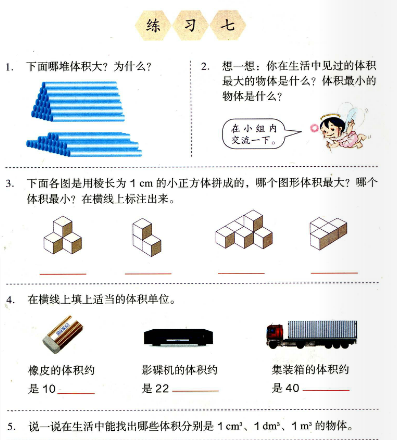 练 习 七
1. 下面哪堆体积大？为什么？
2. 想一想：你在生活中见过的体积
最大的物体是什么？体积最小的
物体是什么？
在小组内
交流一下。
3. 下面各图是用棱长为 1 cm 的小正方体拼成的，哪个图形体积最大？哪个
体积最小？在横线上标注出来。
4. 在横线上填上适当的体积单位。
橡皮的体积约
是 10______
影碟机的体积约
是 22______
集装箱的体积约
是 40______
5. 说一说在生活中能找出哪些体积分别是 1 cm³、1 dm³、1 m³ 的物体。